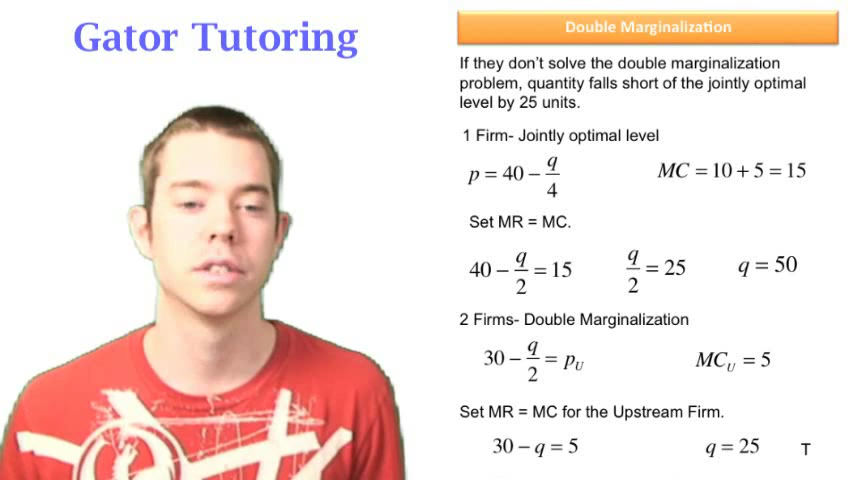 Gator Tutoring
Double Marginalization
If they don't solve the double marginalization
problem, quantity falls short of the jointly optimal
level by 25 units.
1 Firm- Jointly optimal level
p = 40 − q/4    MC = 10 + 5 = 15
Set MR = MC.
40 − q/2 = 15    q/2 = 25    q = 50
2 Firms- Double Marginalization
30 − q/2 = p_U    MC_U = 5
Set MR = MC for the Upstream Firm.
30 − q = 5    q = 25    T